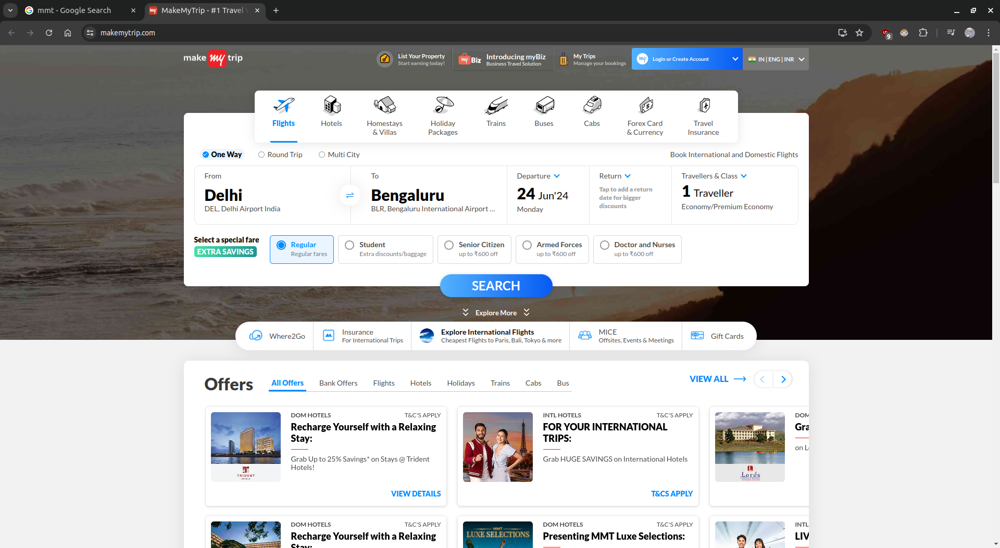 mmt - Google Search
MakeMyTrip - #1 Travel
makemytrip.com
9
make my trip
List Your Property
Start earning today!
my Biz
Introducing myBiz
Business Travel Solution
My Trips
Manage your bookings
my
Login or Create Account
IN | ENG | INR
Flights
Hotels
Homestays
& Villas
Holiday
Packages
Trains
Buses
Cabs
Forex Card
& Currency
Travel
Insurance
One Way
Round Trip
Multi City
Book International and Domestic Flights
From
Delhi
DEL, Delhi Airport India
To
Bengaluru
BLR, Bengaluru International Airport ...
Departure
24 Jun'24
Monday
Return
Tap to add a return
date for bigger
discounts
Travellers & Class
1 Traveller
Economy/Premium Economy
Select a special fare
EXTRA SAVINGS
Regular
Regular fares
Student
Extra discounts/baggage
Senior Citizen
up to ₹600 off
Armed Forces
up to ₹600 off
Doctor and Nurses
up to ₹600 off
SEARCH
Explore More
Where2Go
Insurance
For International Trips
Explore International Flights
Cheapest Flights to Paris, Bali, Tokyo & more
MICE
Offsites, Events & Meetings
Gift Cards
Offers
All Offers
Bank Offers
Flights
Hotels
Holidays
Trains
Cabs
Bus
VIEW ALL
DOM HOTELS
T&C'S APPLY
Recharge Yourself with a Relaxing
Stay:
Grab Up to 25% Savings* on Stays @ Trident
Hotels!
TRIDENT
HOTELS
VIEW DETAILS
INTL HOTELS
T&C'S APPLY
FOR YOUR INTERNATIONAL
TRIPS:
Grab HUGE SAVINGS on International Hotels
T&CS APPLY
DOM
Gra
on L
Lords
DOM HOTELS
T&C'S APPLY
Recharge Yourself with a Relaxing
Stay:
MMT
LUXE SELECTIONS
DOM HOTELS
T&C'S APPLY
Presenting MMT Luxe Selections:
INTL
LIV